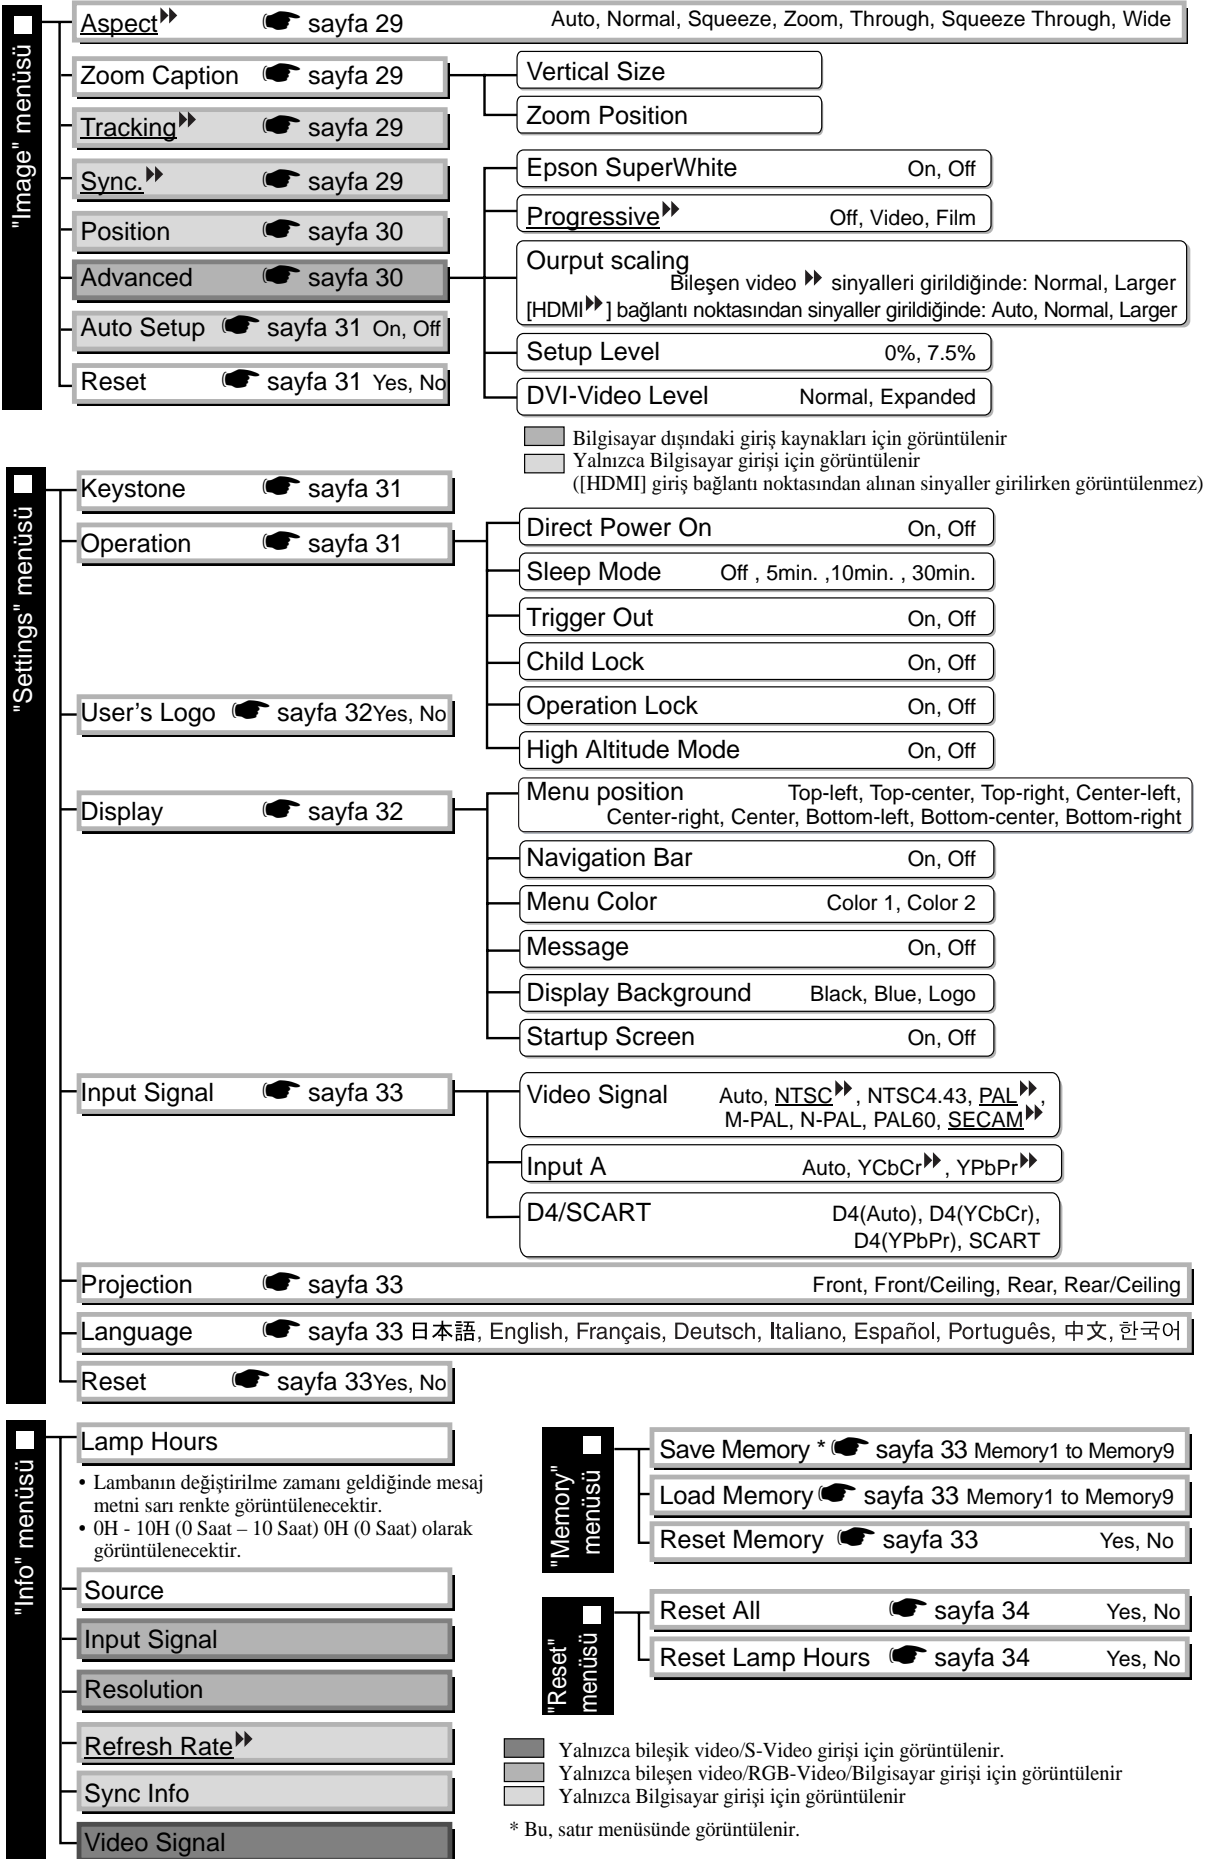 "Image" menüsü
Aspect sayfa 29 Auto, Normal, Squeeze, Zoom, Through, Squeeze Through, Wide
Zoom Caption sayfa 29
Vertical Size
Zoom Position
Tracking sayfa 29
Sync. sayfa 29
Position sayfa 30
Advanced sayfa 30
Epson SuperWhite On, Off
Progressive Off, Video, Film
Ourput scaling
Bileşen video sinyalleri girildiğinde: Normal, Larger
[HDMI ] bağlantı noktasından sinyaller girildiğinde: Auto, Normal, Larger
Setup Level 0%, 7.5%
DVI-Video Level Normal, Expanded
Auto Setup sayfa 31 On, Off
Reset sayfa 31 Yes, No
Bilgisayar dışındaki giriş kaynakları için görüntülenir
Yalnızca Bilgisayar girişi için görüntülenir
([HDMI] giriş bağlantı noktasından alınan sinyaller girilirken görüntülenmez)
"Settings" menüsü
Keystone sayfa 31
Operation sayfa 31
Direct Power On On, Off
Sleep Mode Off , 5min. ,10min. , 30min.
Trigger Out On, Off
Child Lock On, Off
Operation Lock On, Off
High Altitude Mode On, Off
User's Logo sayfa 32Yes, No
Display sayfa 32
Menu position Top-left, Top-center, Top-right, Center-left,
Center-right, Center, Bottom-left, Bottom-center, Bottom-right
Navigation Bar On, Off
Menu Color Color 1, Color 2
Message On, Off
Display Background Black, Blue, Logo
Startup Screen On, Off
Input Signal sayfa 33
Video Signal Auto, NTSC , NTSC4.43, PAL ,
M-PAL, N-PAL, PAL60, SECAM
Input A Auto, YCbCr , YPbPr
D4/SCART D4(Auto), D4(YCbCr),
D4(YPbPr), SCART
Projection sayfa 33 Front, Front/Ceiling, Rear, Rear/Ceiling
Language sayfa 33 日本語, English, Français, Deutsch, Italiano, Español, Português, 中文, 한국어
Reset sayfa 33Yes, No
"Info" menüsü
Lamp Hours
• Lambanın değiştirilme zamanı geldiğinde mesaj
metni sarı renkte görüntülenecektir.
• 0H - 10H (0 Saat – 10 Saat) 0H (0 Saat) olarak
görüntülenecektir.
Source
Input Signal
Resolution
Refresh Rate
Sync Info
Video Signal
"Memory"
menüsü
Save Memory * sayfa 33 Memory1 to Memory9
Load Memory sayfa 33 Memory1 to Memory9
Reset Memory sayfa 33 Yes, No
"Reset"
menüsü
Reset All sayfa 34 Yes, No
Reset Lamp Hours sayfa 34 Yes, No
Yalnızca bileşik video/S-Video girişi için görüntülenir.
Yalnızca bileşen video/RGB-Video/Bilgisayar girişi için görüntülenir
Yalnızca Bilgisayar girişi için görüntülenir
* Bu, satır menüsünde görüntülenir.